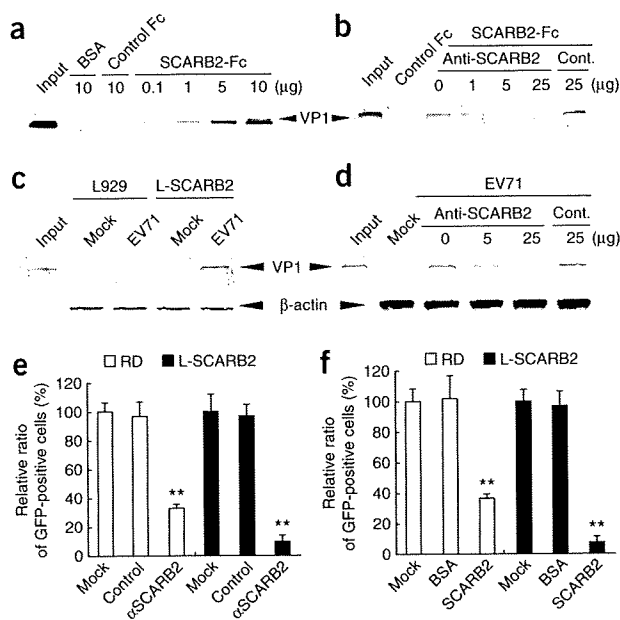 a
Input
BSA
Control Fc
SCARB2-Fc
10 10 0.1 1 5 10 (μg)
VP1
b
Input
Control Fc
SCARB2-Fc
Anti-SCARB2 Cont.
0 1 5 25 25 (μg)
c
L929 L-SCARB2
Input
Mock
EV71
Mock
EV71
VP1
β-actin
d
EV71
Input
Mock
Anti-SCARB2 Cont.
0 5 25 25 (μg)
e
RD L-SCARB2
Relative ratio
of GFP-positive cells (%)
120
100
80
60
40
20
0
**
**
Mock Control αSCARB2 Mock Control αSCARB2
f
RD L-SCARB2
Relative ratio
of GFP-positive cells (%)
120
100
80
60
40
20
0
**
**
Mock BSA SCARB2 Mock BSA SCARB2